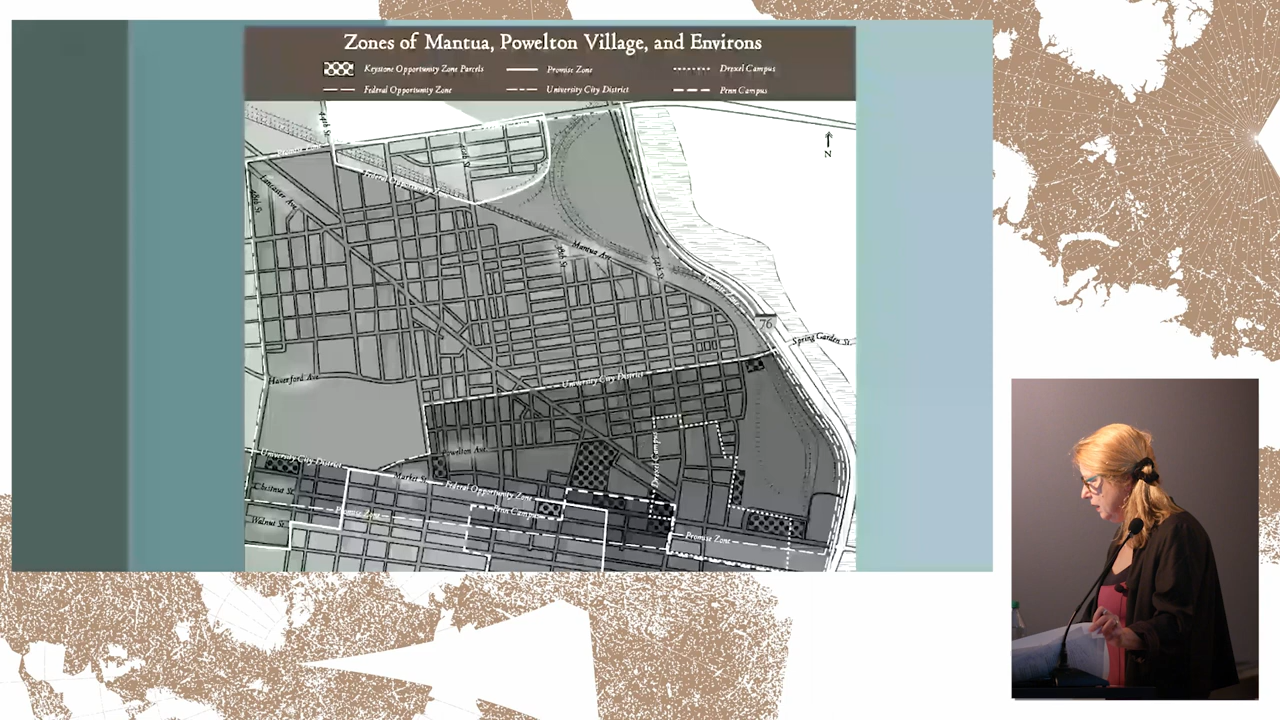 Zones of Mantua, Powelton Village, and Environs
Keystone Opportunity Zone Parcels
Promise Zone
Drexel Campus
Federal Opportunity Zone
University City District
Penn Campus
N
Lancaster Ave.
Mantua Ave.
76
Spring Garden St.
Haverford Ave.
University City District
Drexel Campus
Powelton Ave.
University City District
Market St.
Federal Opportunity Zone
Chestnut St.
Promise Zone
Penn Campus
Walnut St.
Promise Zone